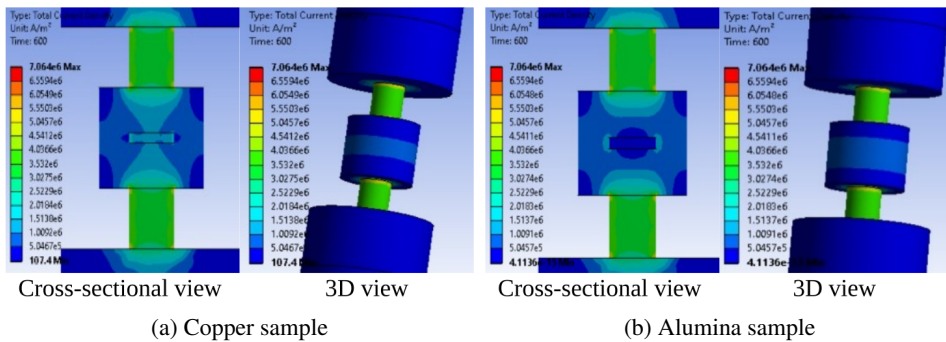 Type: Total
Unit: A/m²
Time: 600
7.064e6 Max
6.5594e6
6.0549e6
5.5503e6
5.0457e6
4.5412e6
4.0366e6
3.532e6
3.0275e6
2.5229e6
2.0184e6
1.5138e6
1.0092e6
5.0467e5
107.4
Type: Total
Unit: A/m²
Time: 600
7.064e6 Max
6.5594e6
6.0549e6
5.5503e6
5.0457e6
4.5412e6
4.0366e6
3.532e6
3.0275e6
2.5229e6
2.0184e6
1.5138e6
1.0092e6
5.0467e5
107.4
Type: Total
Unit: A/m²
Time: 600
7.064e6 Max
6.5594e6
6.0548e6
5.5503e6
5.0457e6
4.5411e6
4.0366e6
3.532e6
3.0274e6
2.5229e6
2.0183e6
1.5137e6
1.0091e6
5.0457e5
4.1136e-
Type: Total Current
Unit: A/m²
Time: 600
7.064e6 Max
6.5594e6
6.0548e6
5.5503e6
5.0457e6
4.5411e6
4.0366e6
3.532e6
3.0274e6
2.5229e6
2.0183e6
1.5137e6
1.0091e6
5.0457e5
4.1136e-
Cross-sectional view
3D view
Cross-sectional view
3D view
(a) Copper sample
(b) Alumina sample